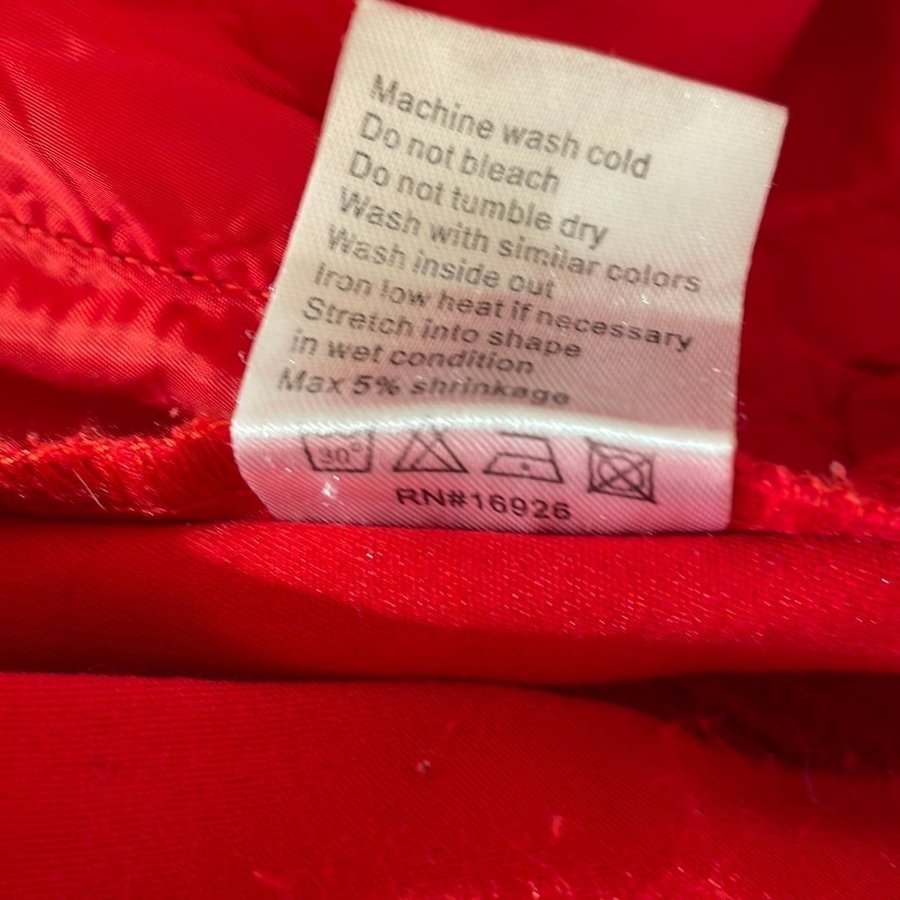 Machine wash cold
Do not bleach
Do not tumble dry
Wash with similar colors
Wash inside out
Iron low heat if necessary
Stretch into shape
in wet condition
Max 5% shrinkage
30°
RN#16926